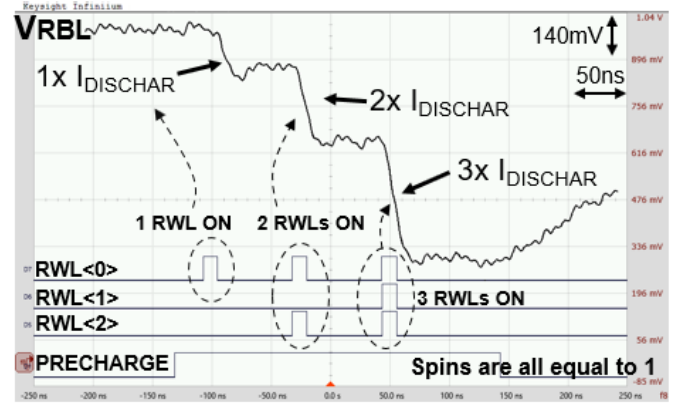 Keysight Infiniium
VRBL
1.04 V
140mV
896 mV
50ns
1x IDISCHAR
756 mV
2x IDISCHAR
616 mV
3x IDISCHAR
476 mV
1 RWL ON 2 RWLs ON
336 mV
D7 RWL<0>
D6 RWL<1>
3 RWLs ON
196 mV
D5 RWL<2>
56 mV
PRECHARGE
Spins are all equal to 1
-85 mV
-250 ns -200 ns -150 ns -100 ns -50.0 ns 0.0 s 50.0 ns 100 ns 150 ns 200 ns 250 ns